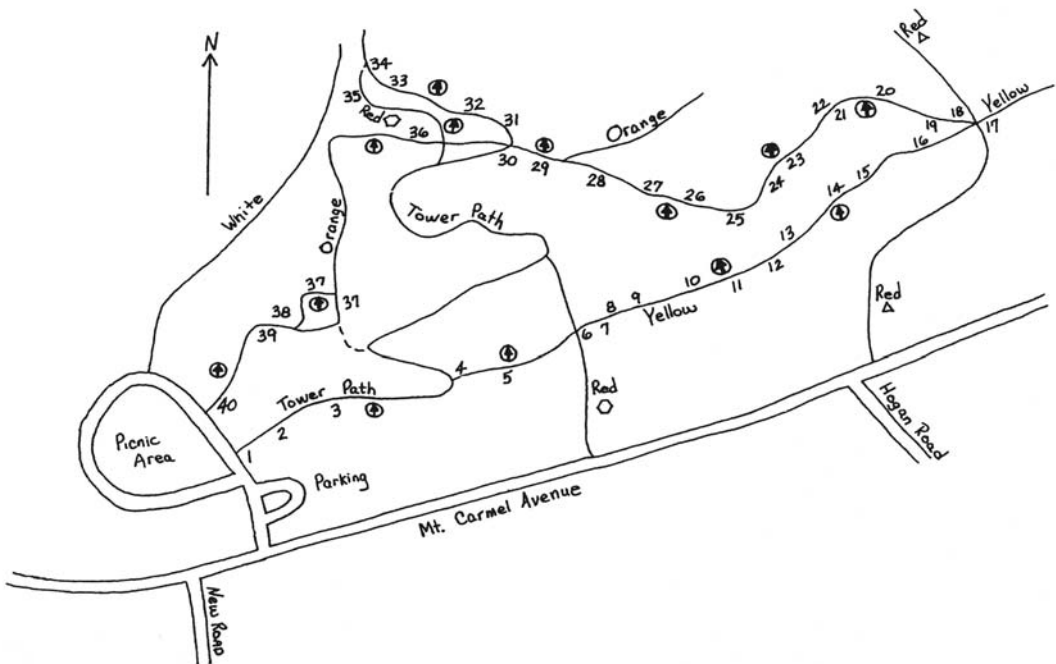 N
White
34
33
35
Red
32
31
36
30
29
Orange
28
27
26
25
24
23
22
21
20
19
18
Red
Yellow
17
16
15
14
13
12
11
10
9
8
7
6
Yellow
Tower Path
Orange
37
37
38
39
40
4
5
Tower Path
3
2
1
Red
Red
Picnic
Area
Parking
Mt. Carmel Avenue
Hogan Road
New Road